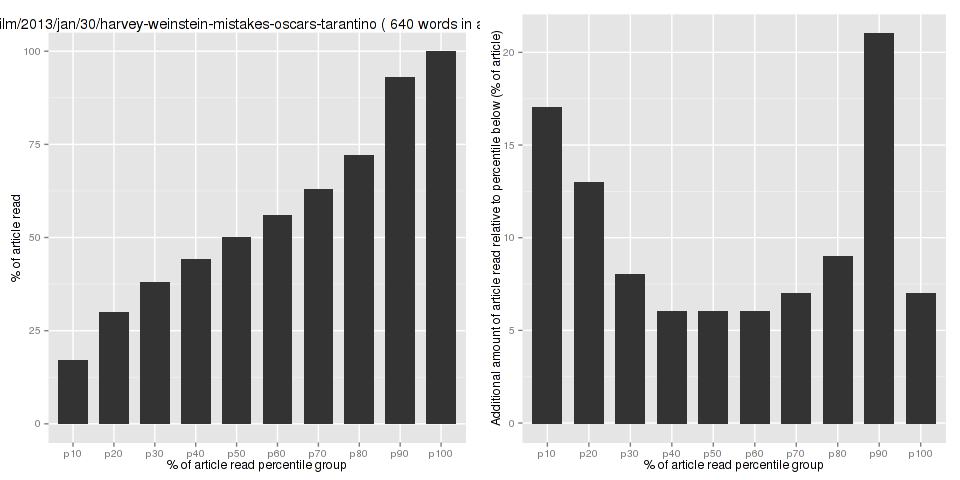 ilm/2013/jan/30/harvey-weinstein-mistakes-oscars-tarantino ( 640 words in a
100
75
50
25
0
% of article read
p10 p20 p30 p40 p50 p60 p70 p80 p90 p100
% of article read percentile group
20
15
10
5
0
Additional amount of article read relative to percentile below (% of article)
p10 p20 p30 p40 p50 p60 p70 p80 p90 p100
% of article read percentile group